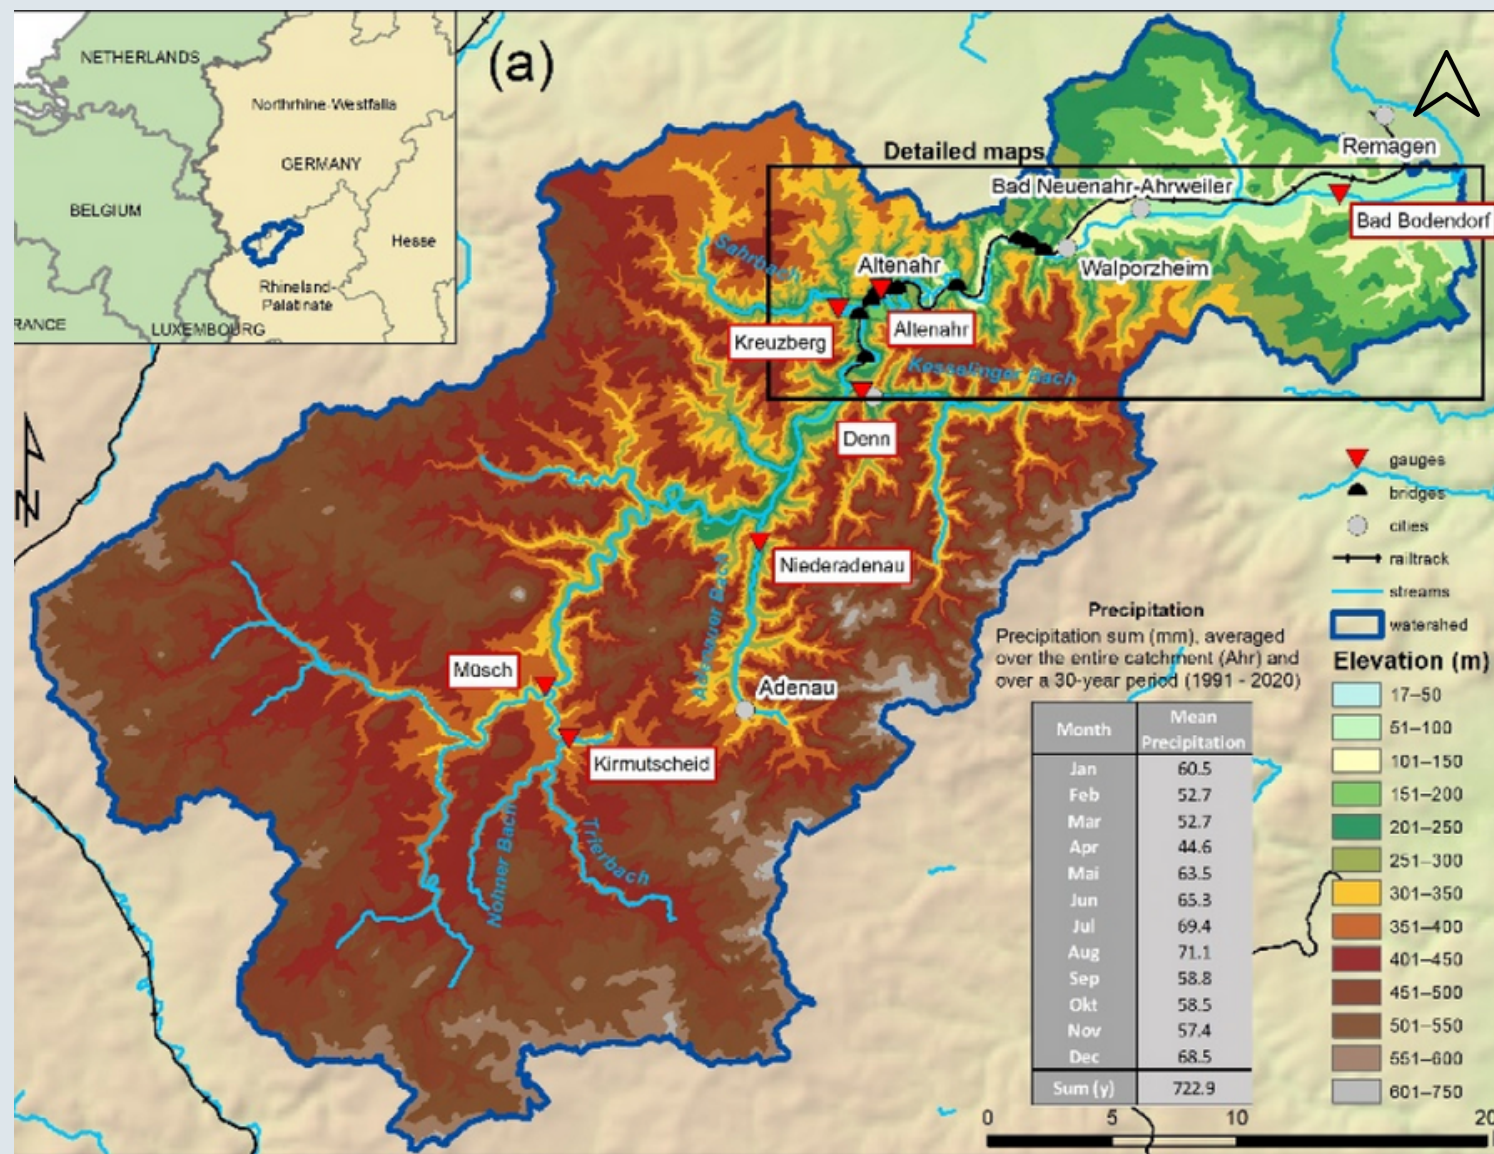 (a)
NETHERLANDS
Northrhine-Westfalia
GERMANY
BELGIUM
Hesse
Rhineland-
Palatinate
RANCE
LUXEMBOURG
N
Detailed maps
Remagen
Bad Neuenahr-Ahrweiler
Bad Bodendorf
Walporzheim
Sahrbach
Altenahr
Altenahr
Kreuzberg
Kesselinger Bach
Denn
Niederadenau
Adenauer Bach
Müsch
Adenau
Kirmutscheid
Nohner Bach
Trierbach
gauges
bridges
cities
railtrack
streams
watershed
Precipitation
Precipitation sum (mm), averaged
over the entire catchment (Ahr) and
over a 30-year period (1991 - 2020)
Month Mean Precipitation
Jan 60.5
Feb 52.7
Mar 52.7
Apr 44.6
Mai 63.5
Jun 65.3
Jul 69.4
Aug 71.1
Sep 58.8
Okt 58.5
Nov 57.4
Dec 68.5
Sum (y) 722.9
Elevation (m)
17–50
51–100
101–150
151–200
201–250
251–300
301–350
351–400
401–450
451–500
501–550
551–600
601–750
0 5 10 20